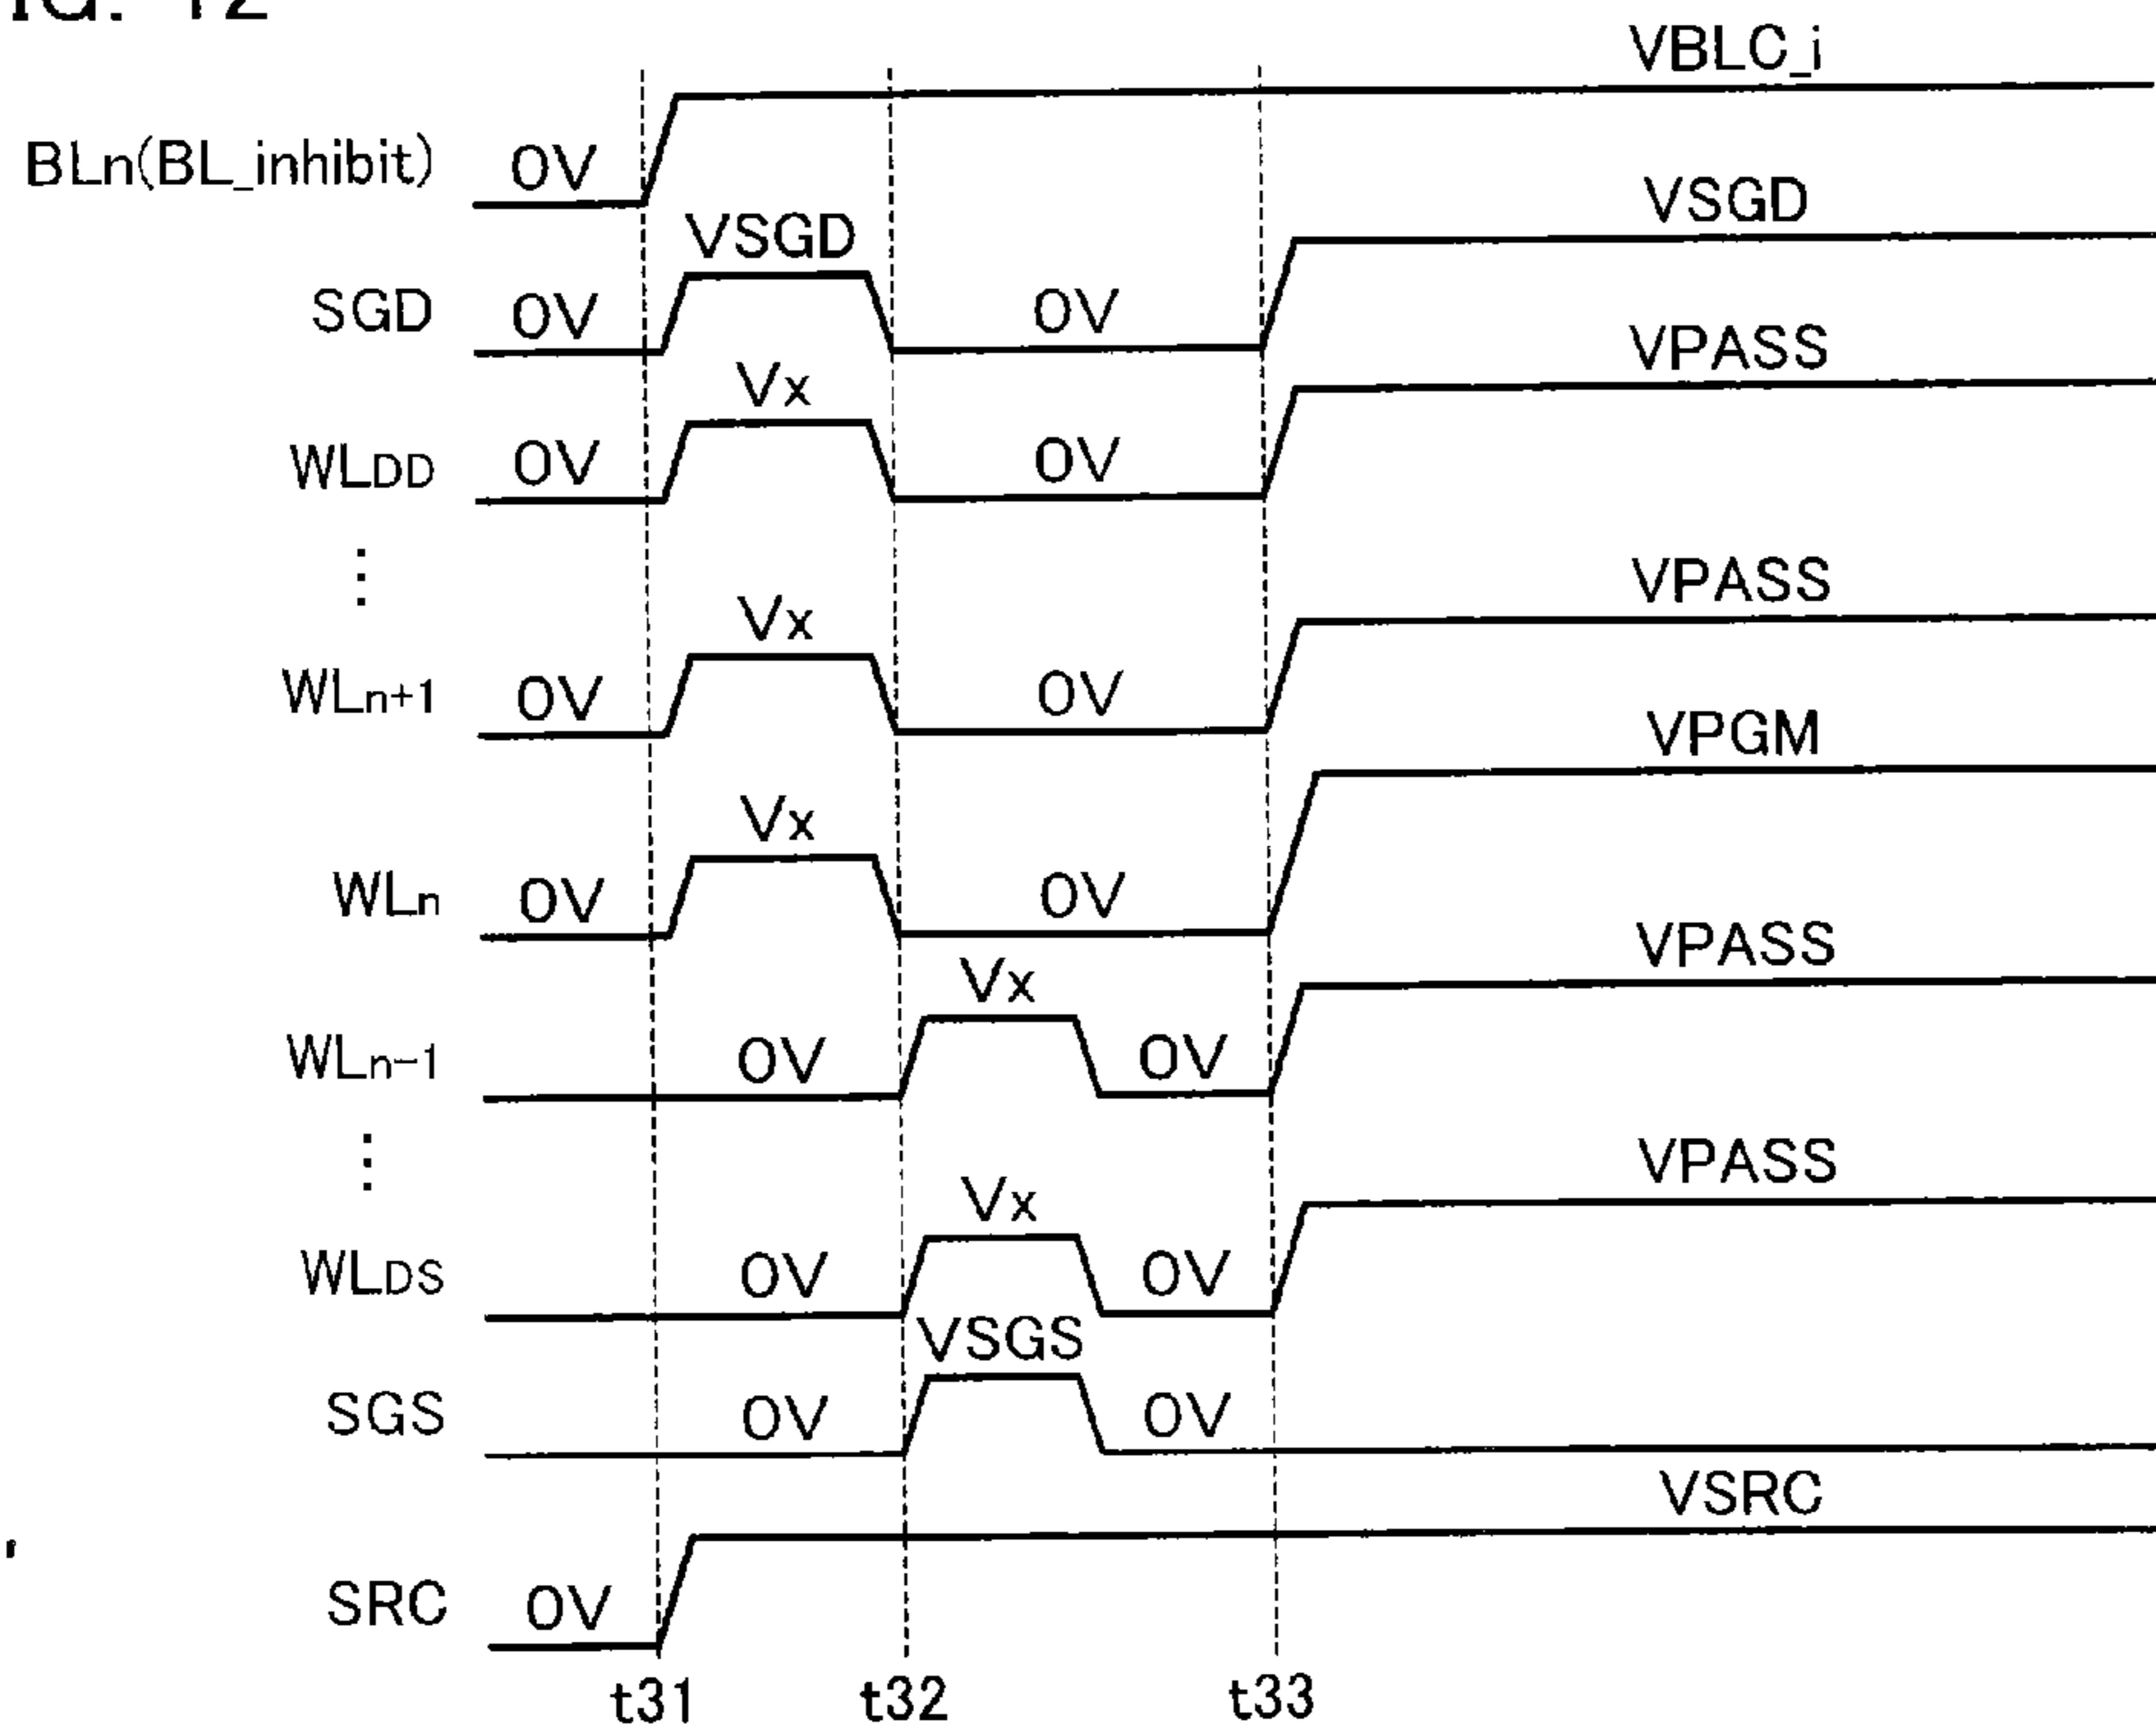 IG. 12
VBLC_i
BLn(BL_inhibit) 0V
VSGD VSGD
SGD 0V 0V
Vx VPASS
WLDD 0V 0V
⋮
Vx VPASS
WLn+1 0V 0V
Vx VPGM
WLn 0V 0V
Vx VPASS
WLn-1 0V 0V
⋮
Vx VPASS
WLDS 0V 0V
VSGS
SGS 0V 0V
VSRC
SRC 0V
t31 t32 t33